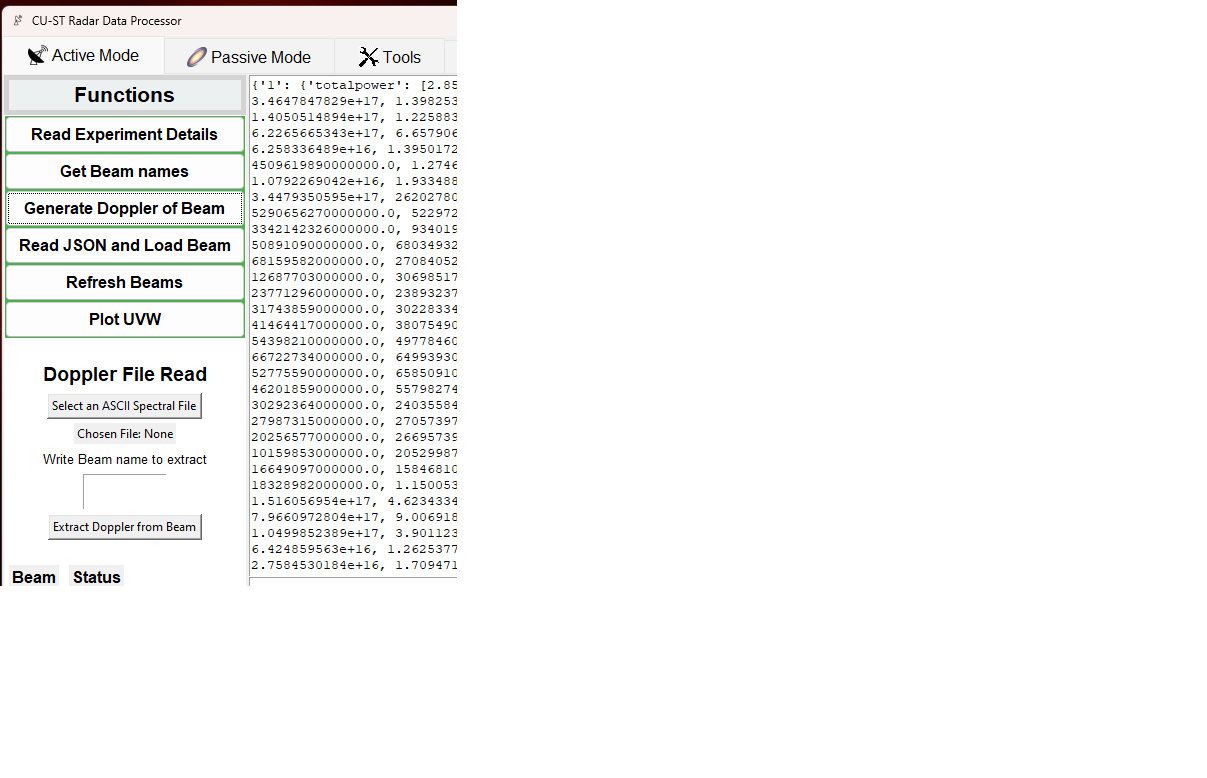 CU-ST Radar Data Processor
Active Mode
Passive Mode
Tools
Functions
Read Experiment Details
Get Beam names
Generate Doppler of Beam
Read JSON and Load Beam
Refresh Beams
Plot UVW
Doppler File Read
Select an ASCII Spectral File
Chosen File: None
Write Beam name to extract
Extract Doppler from Beam
Beam Status
{'1': {'totalpower': [2.85
3.4647847829e+17, 1.398253
1.4050514894e+17, 1.225883
6.2265665343e+17, 6.657906
6.258336489e+16, 1.3950172
4509619890000000.0, 1.2746
1.0792269042e+16, 1.933488
3.4479350595e+17, 26202780
5290656270000000.0, 522972
3342142326000000.0, 934019
50891090000000.0, 68034932
68159582000000.0, 27084052
12687703000000.0, 30698517
23771296000000.0, 23893237
31743859000000.0, 30228334
41464417000000.0, 38075490
54398210000000.0, 49778460
66722734000000.0, 64993930
52775590000000.0, 65850910
46201859000000.0, 55798274
30292364000000.0, 24035584
27987315000000.0, 27057397
20256577000000.0, 26695739
10159853000000.0, 20529987
16649097000000.0, 15846810
18328982000000.0, 1.150053
1.516056954e+17, 4.6234334
7.9660972804e+17, 9.006918
1.0499852389e+17, 3.901123
6.424859563e+16, 1.2625377
2.7584530184e+16, 1.709471